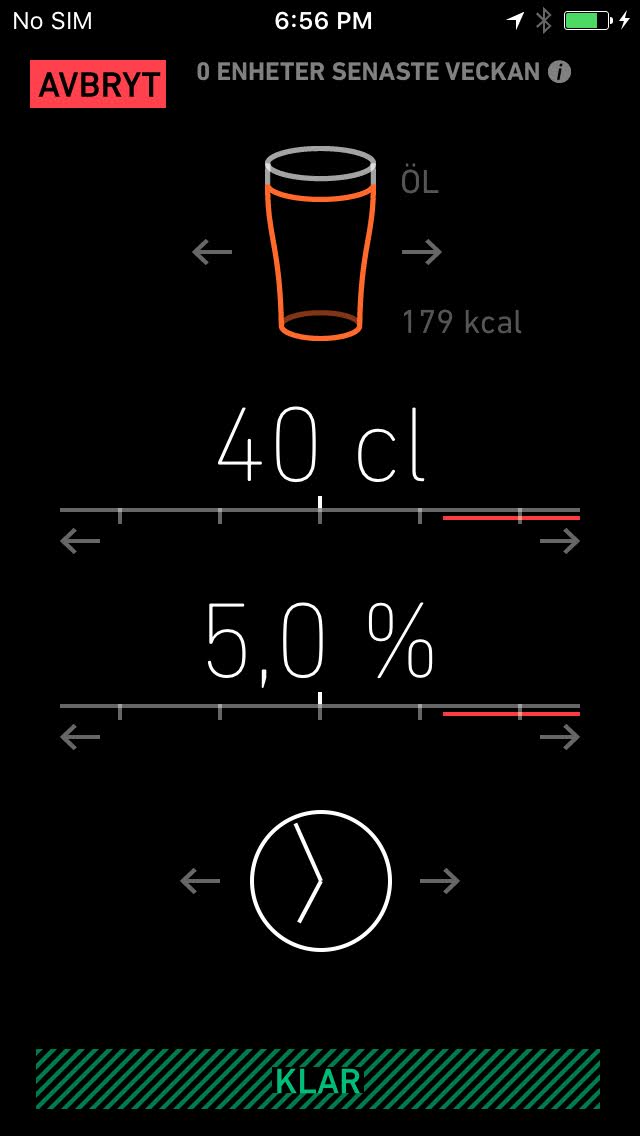 No SIM 6:56 PM
AVBRYT
0 ENHETER SENASTE VECKAN i
ÖL
179 kcal
40 cl
5,0 %
KLAR